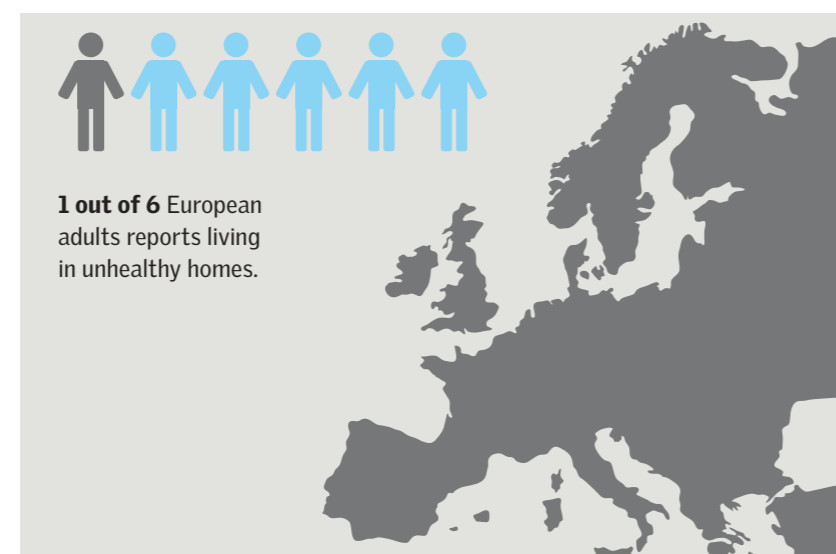 1 out of 6 European
adults reports living
in unhealthy homes.